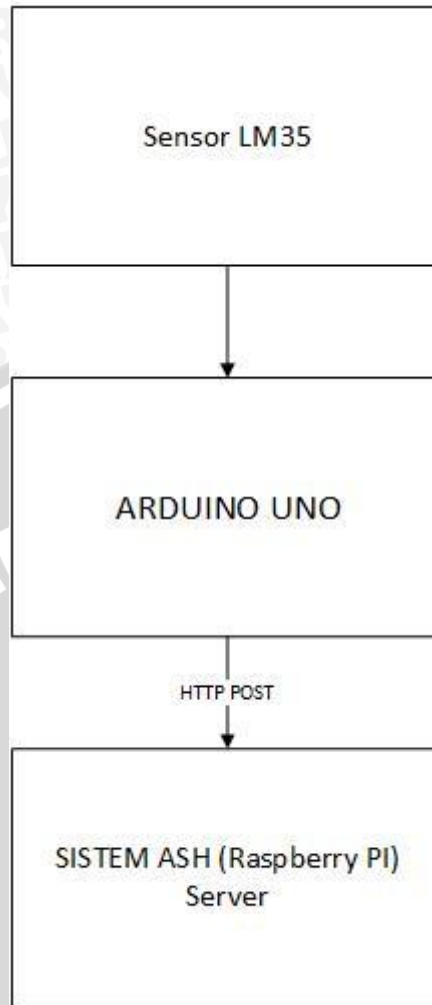 Sensor LM35
ARDUINO UNO
HTTP POST
SISTEM ASH (Raspberry PI)
Server